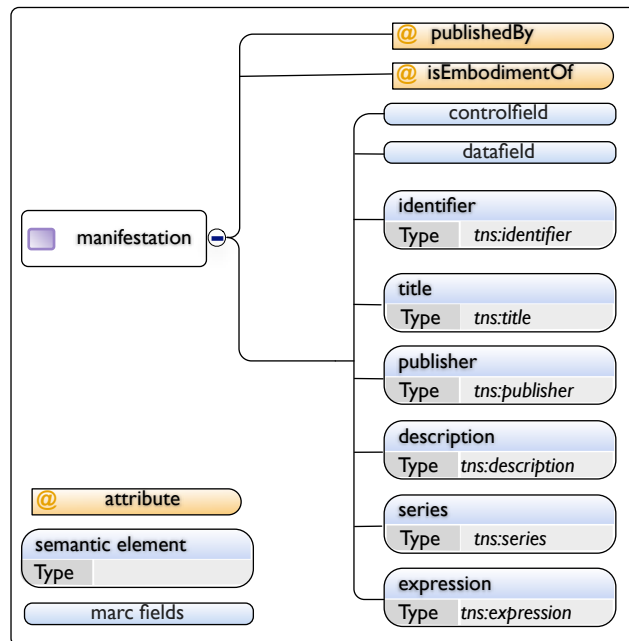 @ publishedBy
@ isEmbodimentOf
controlfield
datafield
manifestation
identifier
Type tns:identifier
title
Type tns:title
publisher
Type tns:publisher
description
Type tns:description
series
Type tns:series
expression
Type tns:expression
@ attribute
semantic element
Type
marc fields